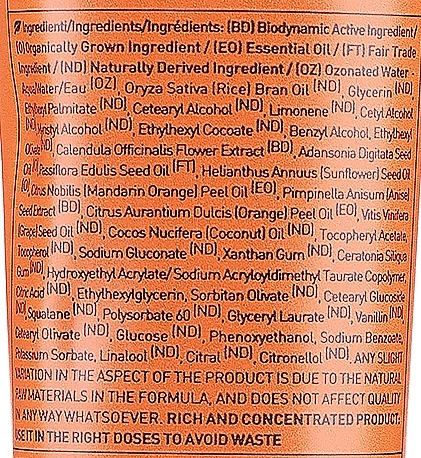 Ingredienti/Ingredients/Ingrédients: (BD) Biodynamic Active Ingredient/
(O)Organically Grown Ingredient / (EO) Essential Oil / (FT) Fair Trade
Ingredient / (ND) Naturally Derived Ingredient / (OZ) Ozonated Water -
Aqua/Water/Eau (OZ), Oryza Sativa (Rice) Bran Oil (ND), Glycerin (ND),
Ethylhexyl Palmitate (ND), Cetearyl Alcohol (ND), Limonene (ND), Cetyl Alcohol
(ND), Myristyl Alcohol (ND), Ethylhexyl Cocoate (ND), Benzyl Alcohol, Ethylhexyl
(ND), Calendula Officinalis Flower Extract (BD), Adansonia Digitata Seed
Oil (O), Passiflora Edulis Seed Oil (FT), Helianthus Annuus (Sunflower) Seed Oil
(O), Citrus Nobilis (Mandarin Orange) Peel Oil (EO), Pimpinella Anisum (Anise)
Seed Extract (BD), Citrus Aurantium Dulcis (Orange) Peel Oil (EO), Vitis Vinifera
(Grape) Seed Oil (ND), Cocos Nucifera (Coconut) Oil (ND), Tocopheryl Acetate,
Tocopherol (ND), Sodium Gluconate (ND), Xanthan Gum (ND), Ceratonia Siliqua
Gum (ND), Hydroxyethyl Acrylate/ Sodium Acryloyldimethyl Taurate Copolymer,
Citric Acid (ND), Ethylhexylglycerin, Sorbitan Olivate (ND), Cetearyl Glucoside
(ND), Squalane (ND), Polysorbate 60 (ND), Glyceryl Laurate (ND), Vanillin (ND),
Cetearyl Olivate (ND), Glucose (ND), Phenoxyethanol, Sodium Benzoate,
Potassium Sorbate, Linalool (ND), Citral (ND), Citronellol (ND). ANY SLIGHT
VARIATION IN THE ASPECT OF THE PRODUCT IS DUE TO THE NATURAL
RAW MATERIALS IN THE FORMULA, AND DOES NOT AFFECT QUALITY
IN ANY WAY WHATSOEVER. RICH AND CONCENTRATED PRODUCT:
USE IT IN THE RIGHT DOSES TO AVOID WASTE